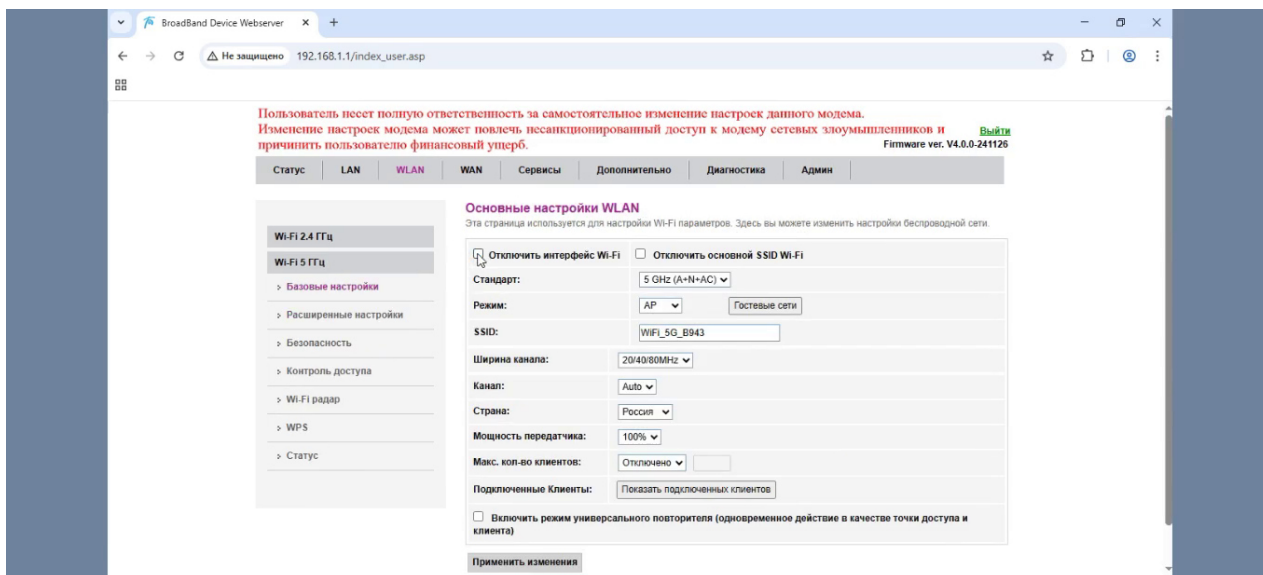 BroadBand Device Webserver
Не защищено 192.168.1.1/index_user.asp
Пользователь несет полную ответственность за самостоятельное изменение настроек данного модема.
Изменение настроек модема может повлечь несанкционированный доступ к модему сетевых злоумышленников и
причинить пользователю финансовый ущерб.
Выйти
Firmware ver. V4.0.0-241126
Статус LAN WLAN WAN Сервисы Дополнительно Диагностика Админ
Wi-Fi 2.4 ГГц
Wi-Fi 5 ГГц
> Базовые настройки
> Расширенные настройки
> Безопасность
> Контроль доступа
> Wi-Fi радар
> WPS
> Статус
Основные настройки WLAN
Эта страница используется для настройки Wi-Fi параметров. Здесь вы можете изменить настройки беспроводной сети.
Отключить интерфейс Wi-Fi Отключить основной SSID Wi-Fi
Стандарт: 5 GHz (A+N+AC)
Режим: AP Гостевые сети
SSID: WiFi_5G_B943
Ширина канала: 20/40/80MHz
Канал: Auto
Страна: Россия
Мощность передатчика: 100%
Макс. кол-во клиентов: Отключено
Подключенные Клиенты: Показать подключенных клиентов
Включить режим универсального повторителя (одновременное действие в качестве точки доступа и
клиента)
Применить изменения